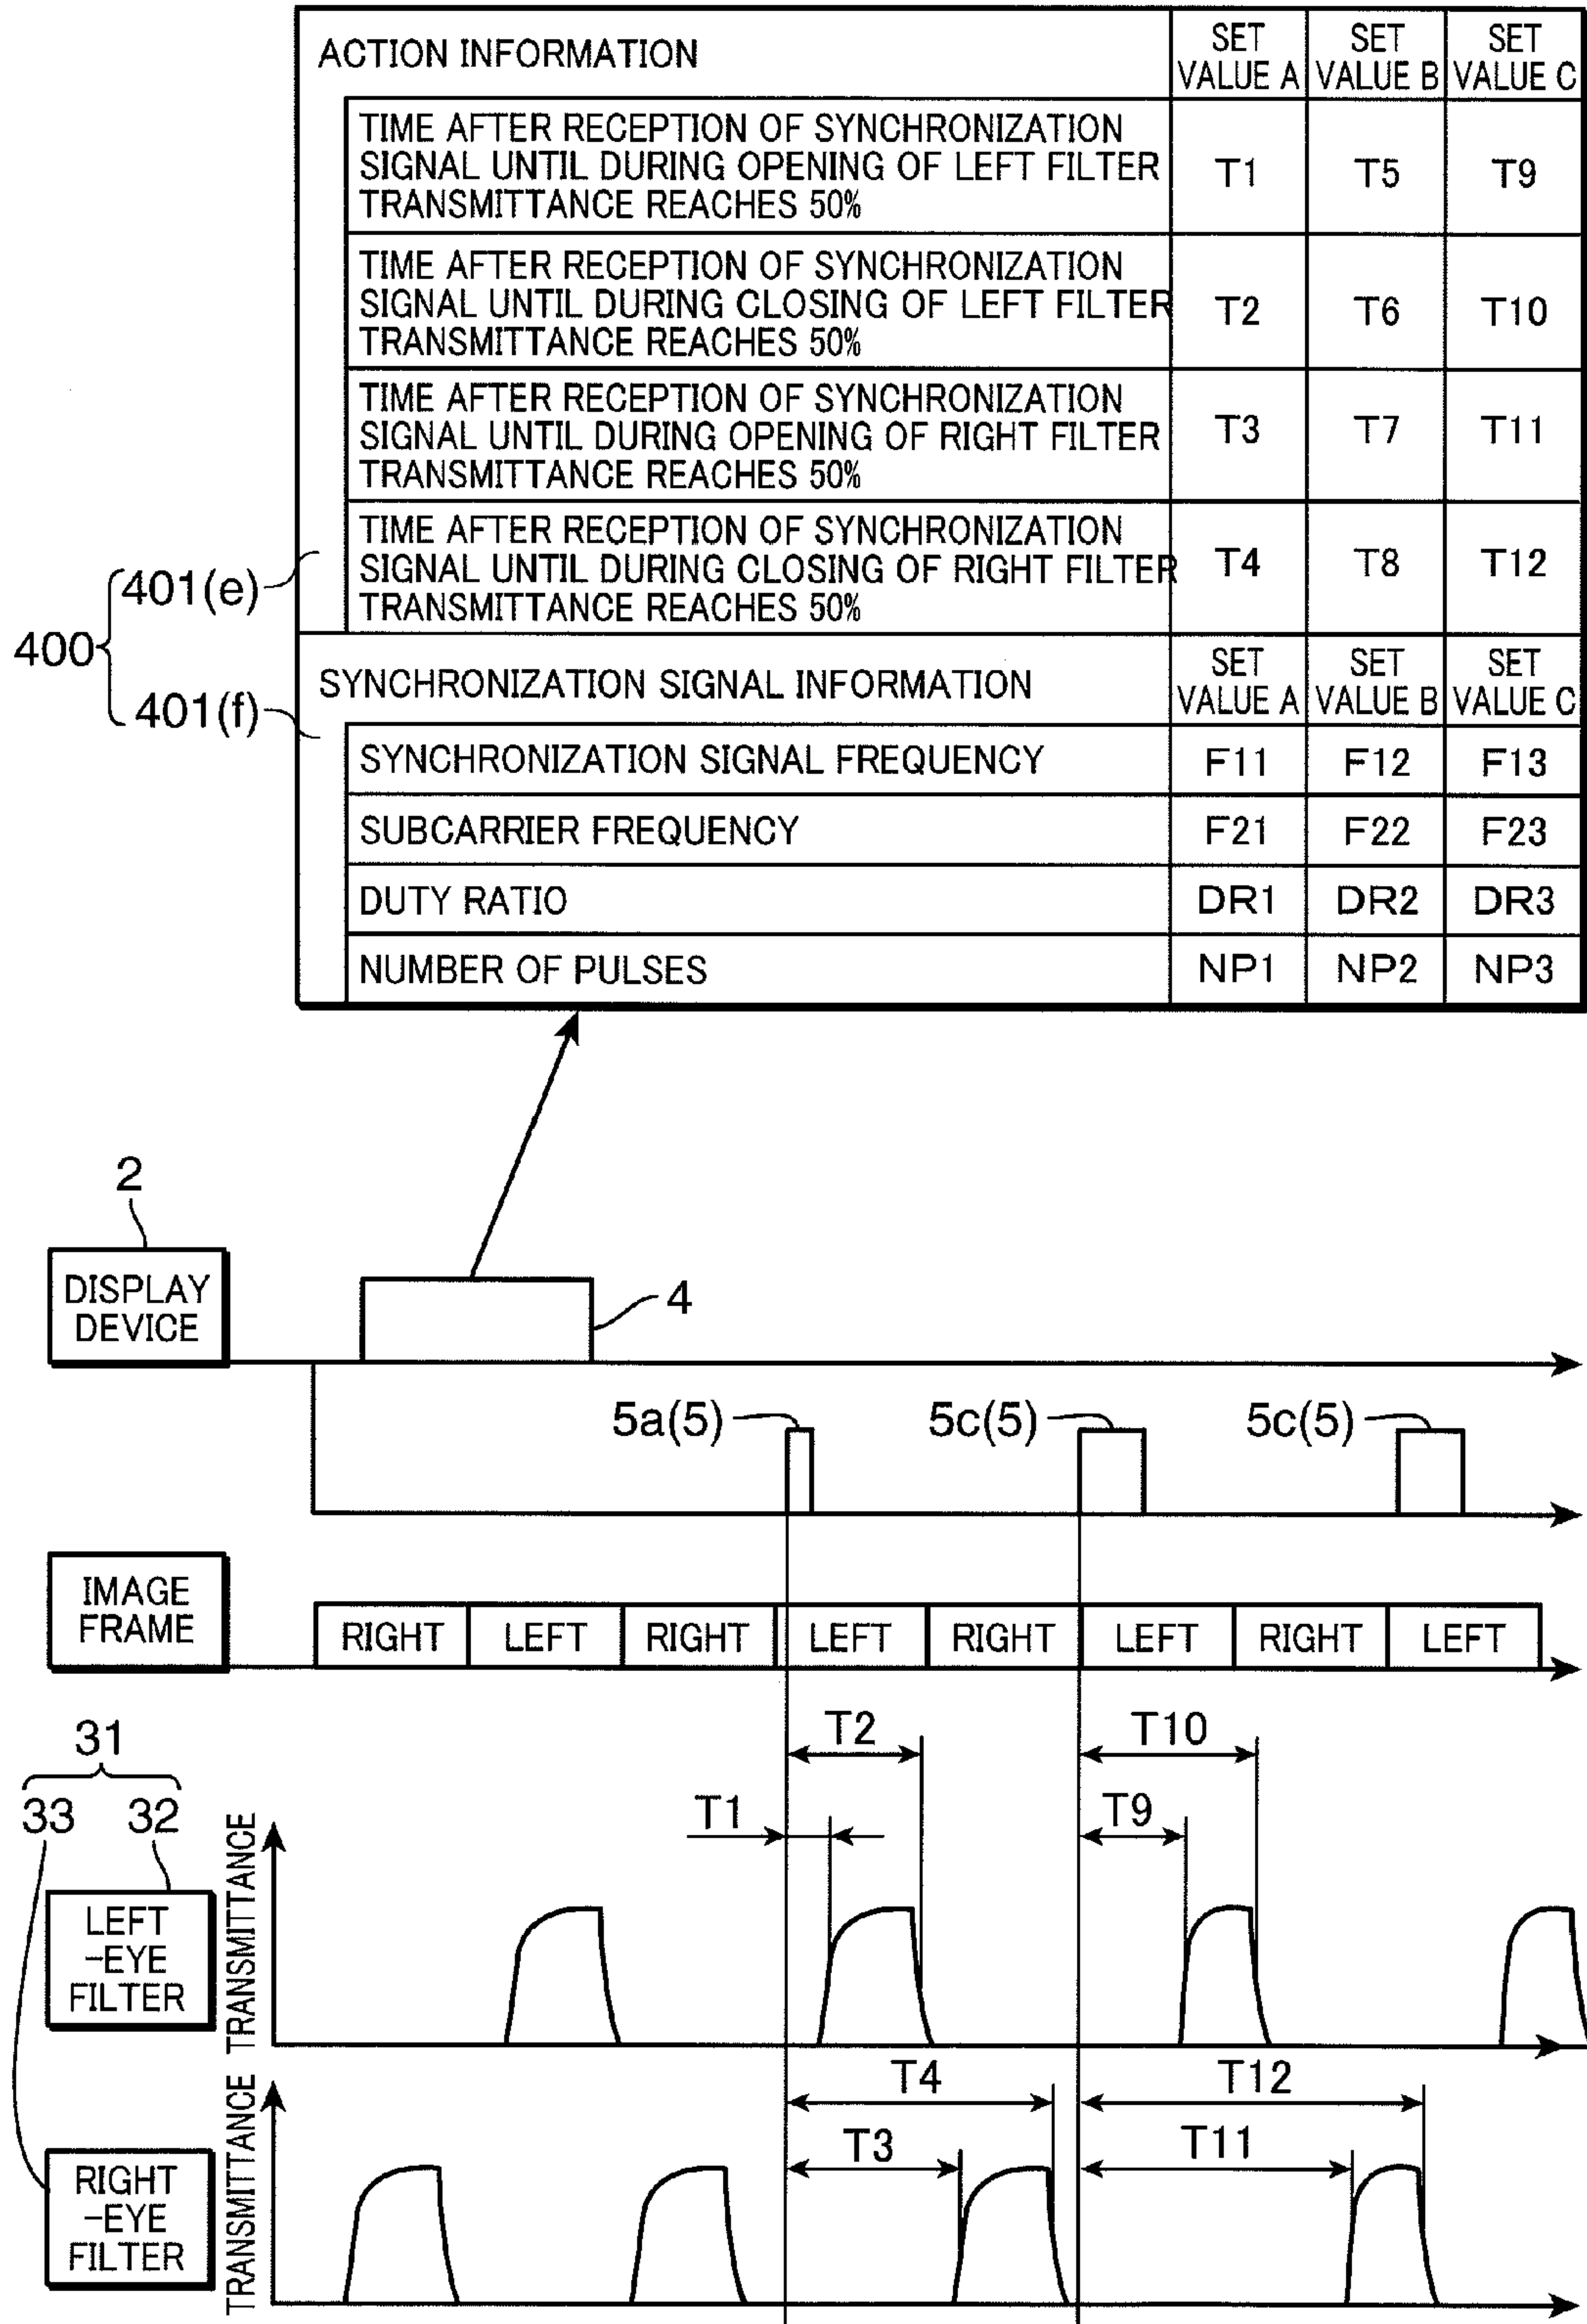 ACTION INFORMATION
SET VALUE A
SET VALUE B
SET VALUE C
TIME AFTER RECEPTION OF SYNCHRONIZATION
SIGNAL UNTIL DURING OPENING OF LEFT FILTER
TRANSMITTANCE REACHES 50%
T1
T5
T9
TIME AFTER RECEPTION OF SYNCHRONIZATION
SIGNAL UNTIL DURING CLOSING OF LEFT FILTER
TRANSMITTANCE REACHES 50%
T2
T6
T10
TIME AFTER RECEPTION OF SYNCHRONIZATION
SIGNAL UNTIL DURING OPENING OF RIGHT FILTER
TRANSMITTANCE REACHES 50%
T3
T7
T11
TIME AFTER RECEPTION OF SYNCHRONIZATION
SIGNAL UNTIL DURING CLOSING OF RIGHT FILTER
TRANSMITTANCE REACHES 50%
T4
T8
T12
400
401(e)
401(f)
SYNCHRONIZATION SIGNAL INFORMATION
SET VALUE A
SET VALUE B
SET VALUE C
SYNCHRONIZATION SIGNAL FREQUENCY
F11
F12
F13
SUBCARRIER FREQUENCY
F21
F22
F23
DUTY RATIO
DR1
DR2
DR3
NUMBER OF PULSES
NP1
NP2
NP3
2
DISPLAY
DEVICE
4
5a(5)
5c(5)
5c(5)
IMAGE
FRAME
RIGHT
LEFT
RIGHT
LEFT
RIGHT
LEFT
RIGHT
LEFT
31
33
32
T2
T10
T1
T9
LEFT
-EYE
FILTER
TRANSMITTANCE
T4
T12
T3
T11
RIGHT
-EYE
FILTER
TRANSMITTANCE